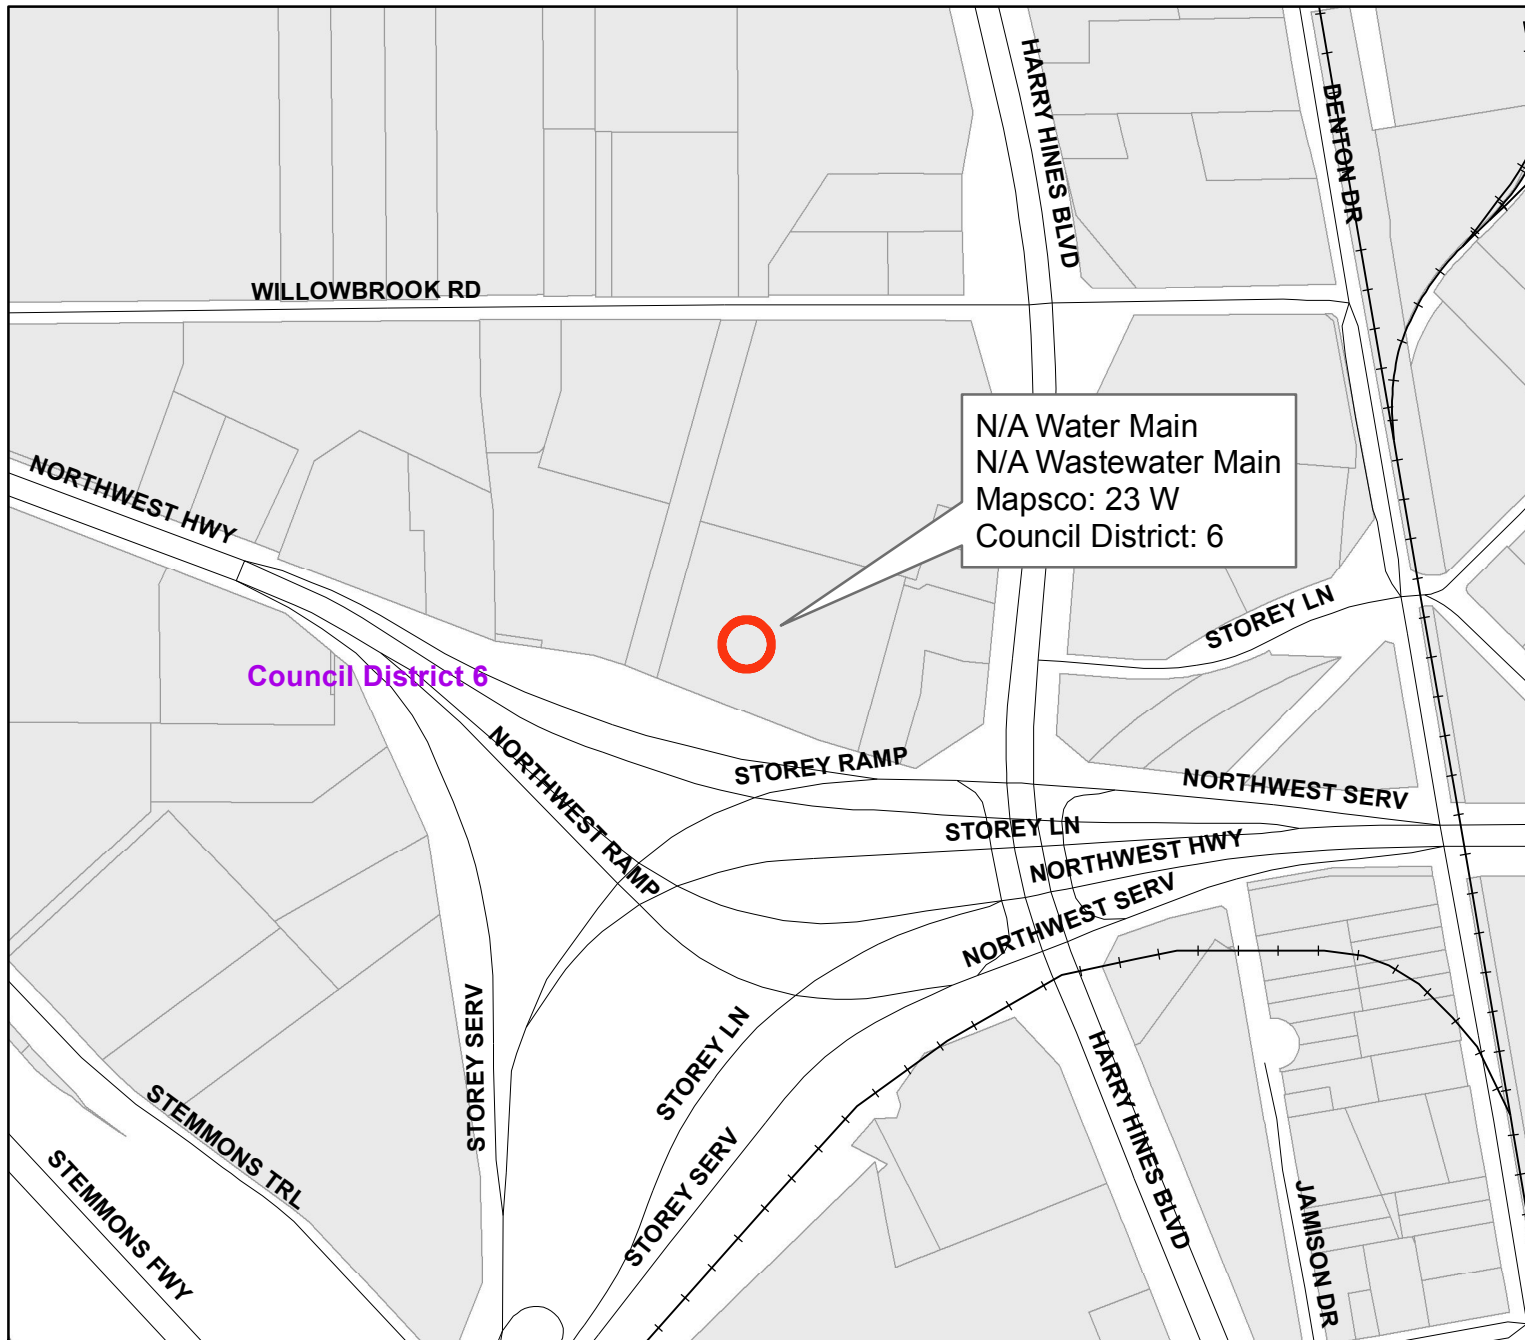 HARRY HINES BLVD
DENTON DR
WILLOWBROOK RD
N/A Water Main
N/A Wastewater Main
Mapsco: 23 W
Council District: 6
NORTHWEST HWY
STOREY LN
Council District 6
STOREY RAMP
NORTHWEST SERV
NORTHWEST RAMP
STOREY LN
NORTHWEST HWY
NORTHWEST SERV
STOREY SERV
STOREY LN
HARRY HINES BLVD
STEMMONS TRL
STEMMONS FWY
STOREY SERV
JAMISON DR